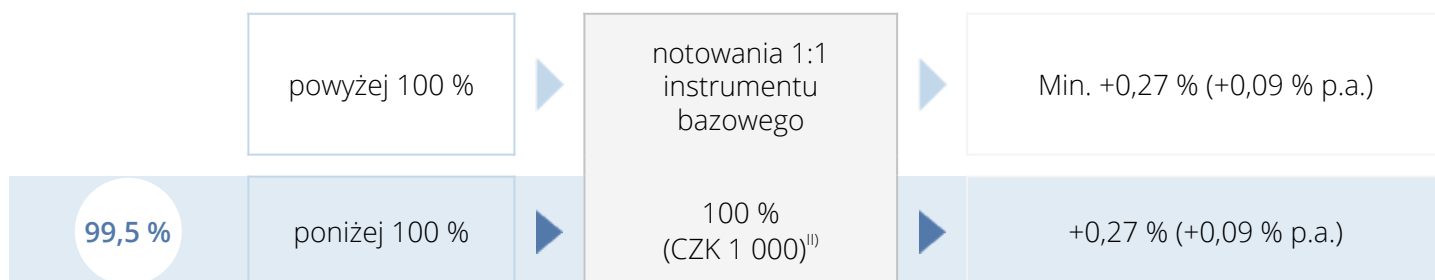 powyżej 100 %
notowania 1:1
instrumentu
bazowego
Min. +0,27 % (+0,09 % p.a.)
99,5 %
poniżej 100 %
100 %
(CZK 1 000)II)
+0,27 % (+0,09 % p.a.)